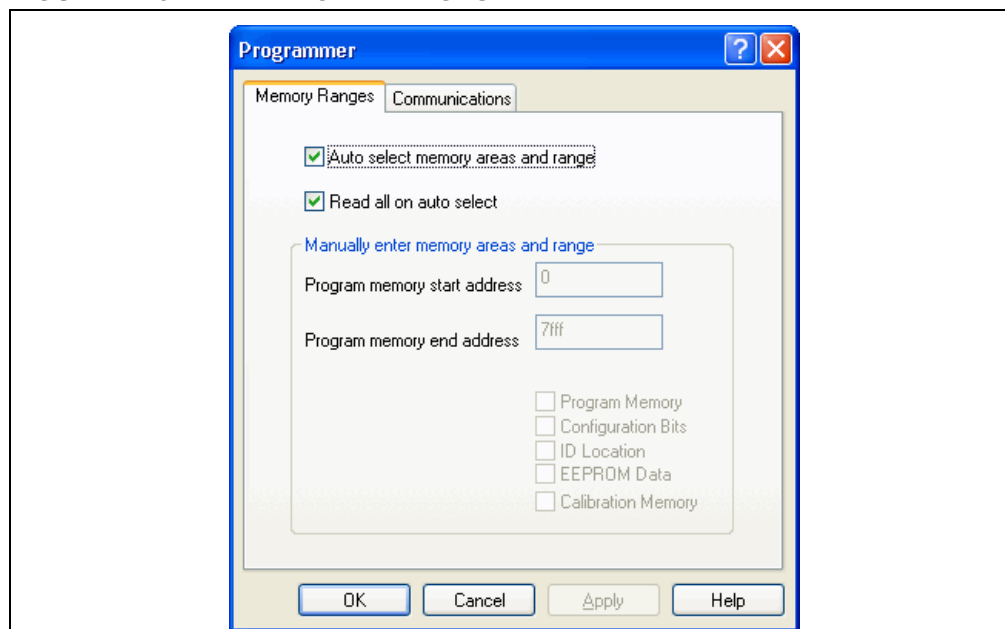 Programmer
Memory Ranges Communications
Auto select memory areas and range
Read all on auto select
Manually enter memory areas and range
Program memory start address 0
Program memory end address 7fff
Program Memory
Configuration Bits
ID Location
EEPROM Data
Calibration Memory
OK Cancel Apply Help